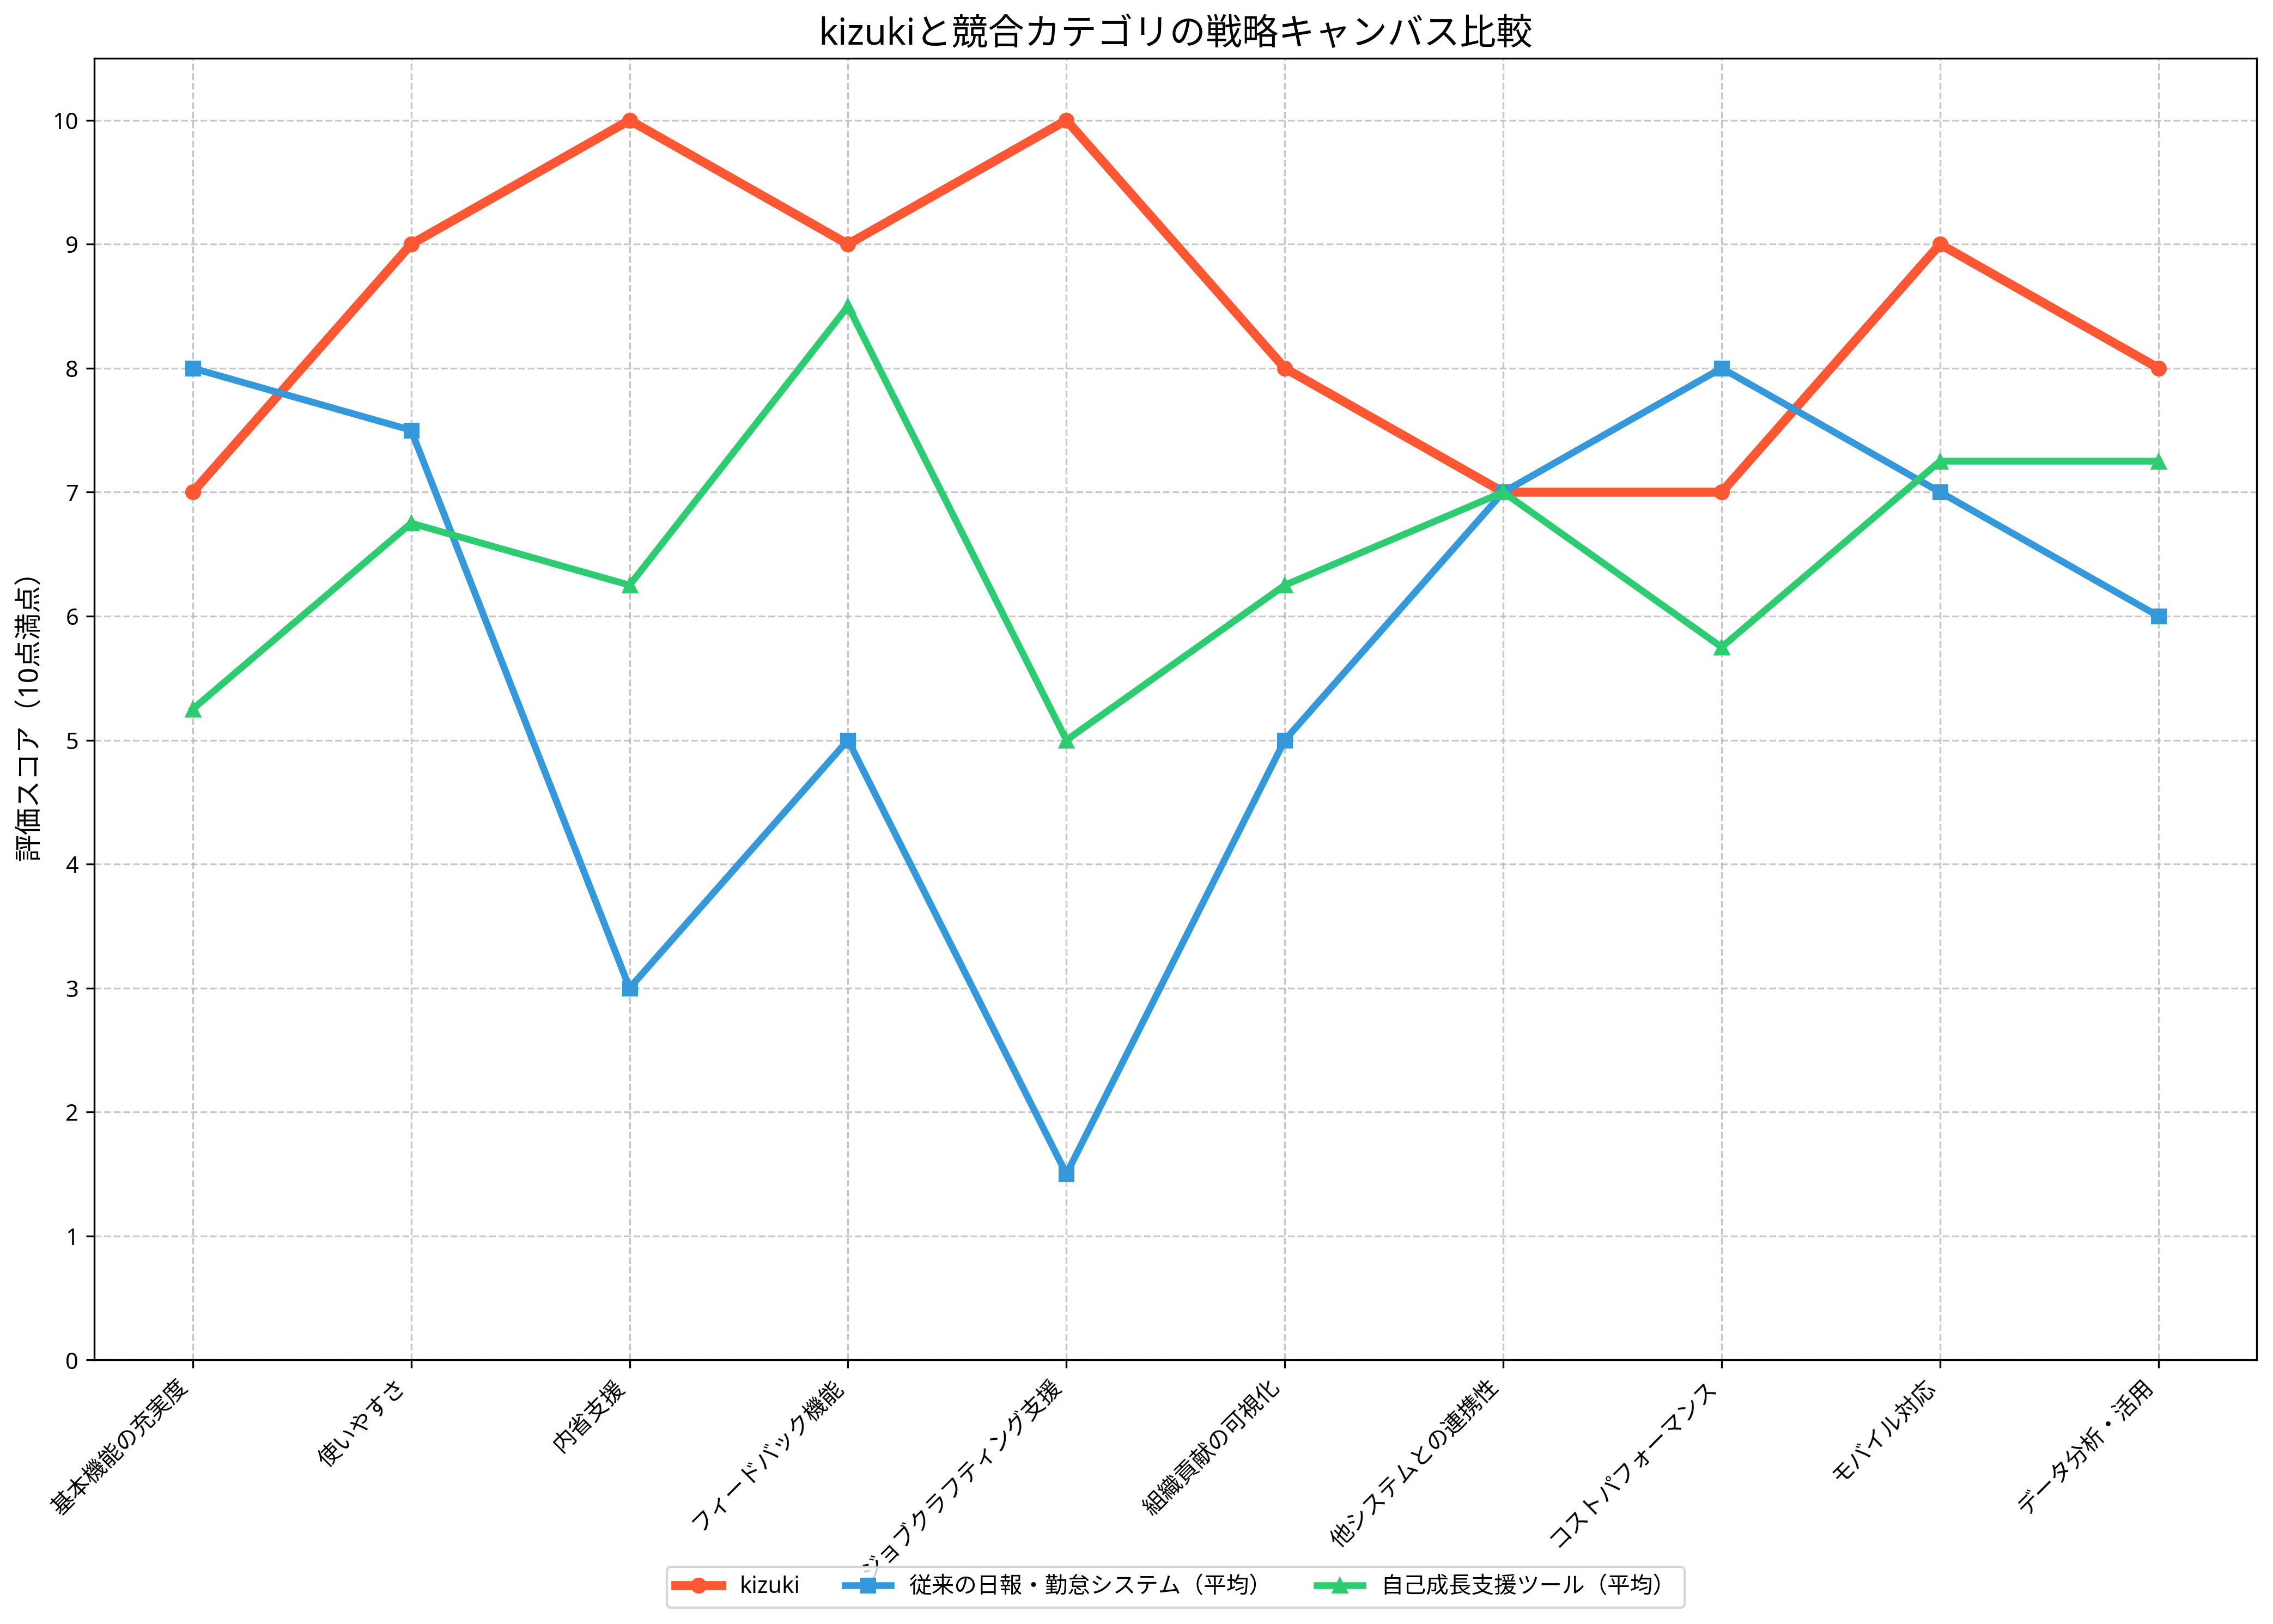 kizukiと競合カテゴリの戦略キャンバス比較
評価スコア（10点満点）
10
9
8
7
6
5
4
3
2
1
0
基本機能の充実度
使いやすさ
内省支援
フィードバック機能
ジョブクラフティング支援
組織貢献の可視化
他システムとの連携性
コストパフォーマンス
モバイル対応
データ分析・活用
kizuki
従来の日報・勤怠システム（平均）
自己成長支援ツール（平均）